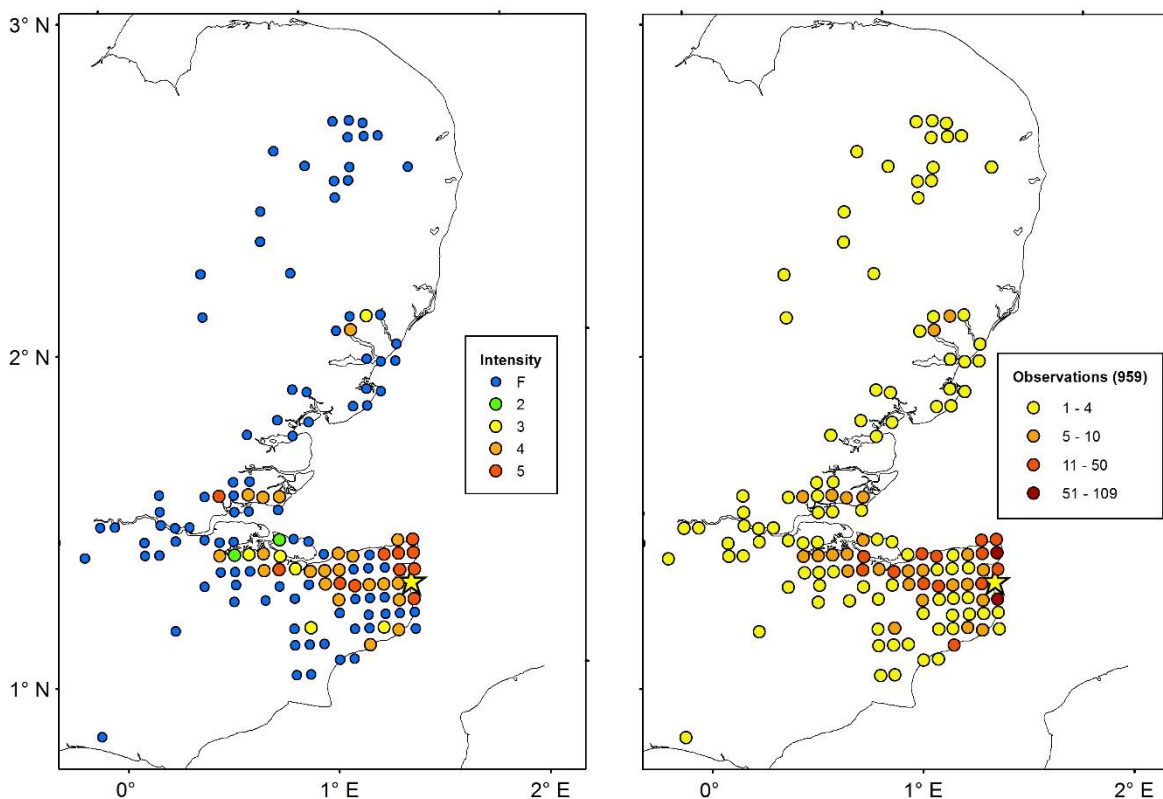 3° N
2° N
1° N
0°
1° E
2° E
Intensity
F
2
3
4
5
0°
1° E
2° E
Observations (959)
1 - 4
5 - 10
11 - 50
51 - 109